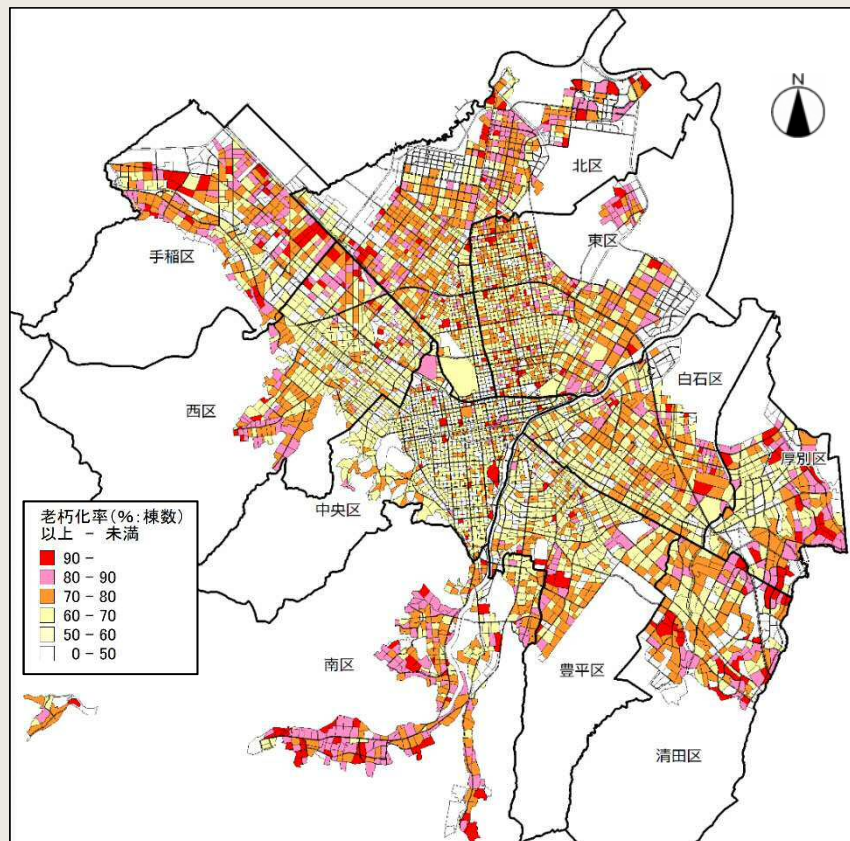 N
北区
東区
手稲区
白石区
西区
厚別区
中央区
老朽化率(%:棟数)
以上 - 未満
90 -
80 - 90
70 - 80
60 - 70
50 - 60
0 - 50
南区
豊平区
清田区